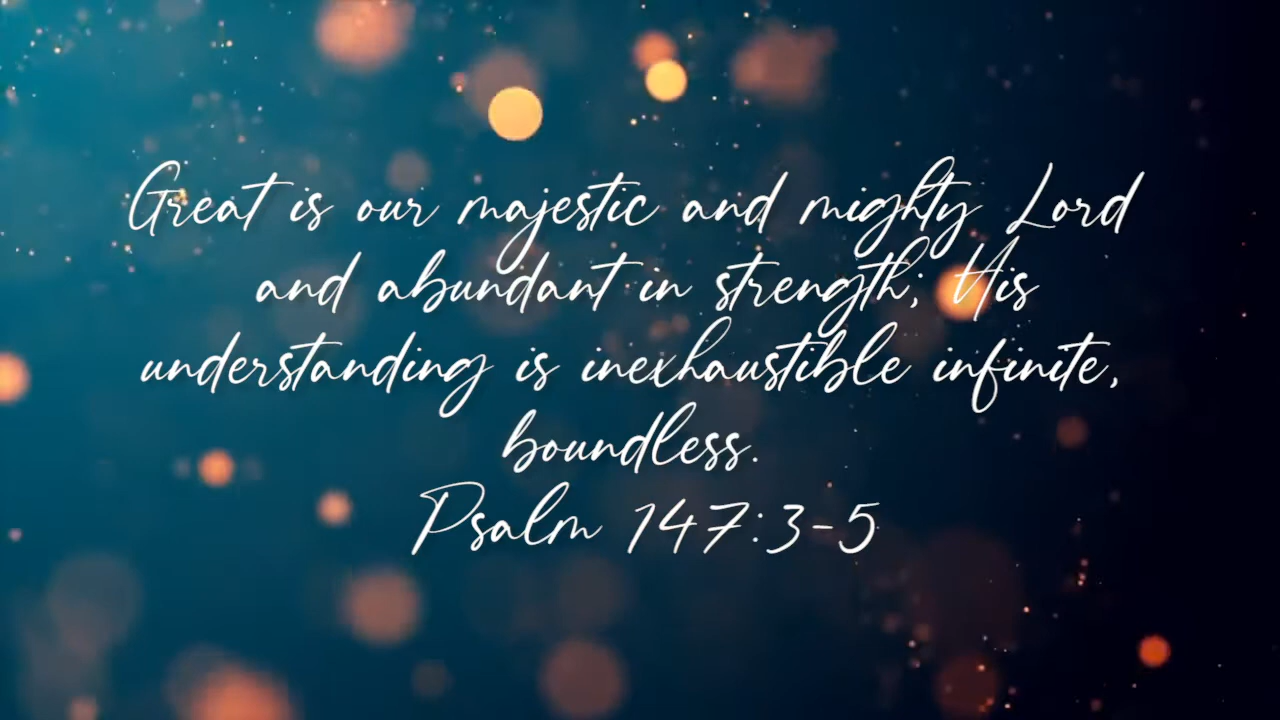 Great is our majestic and mighty Lord
and abundant in strength; His
understanding is inexhaustible infinite,
boundless.
Psalm 147:3-5